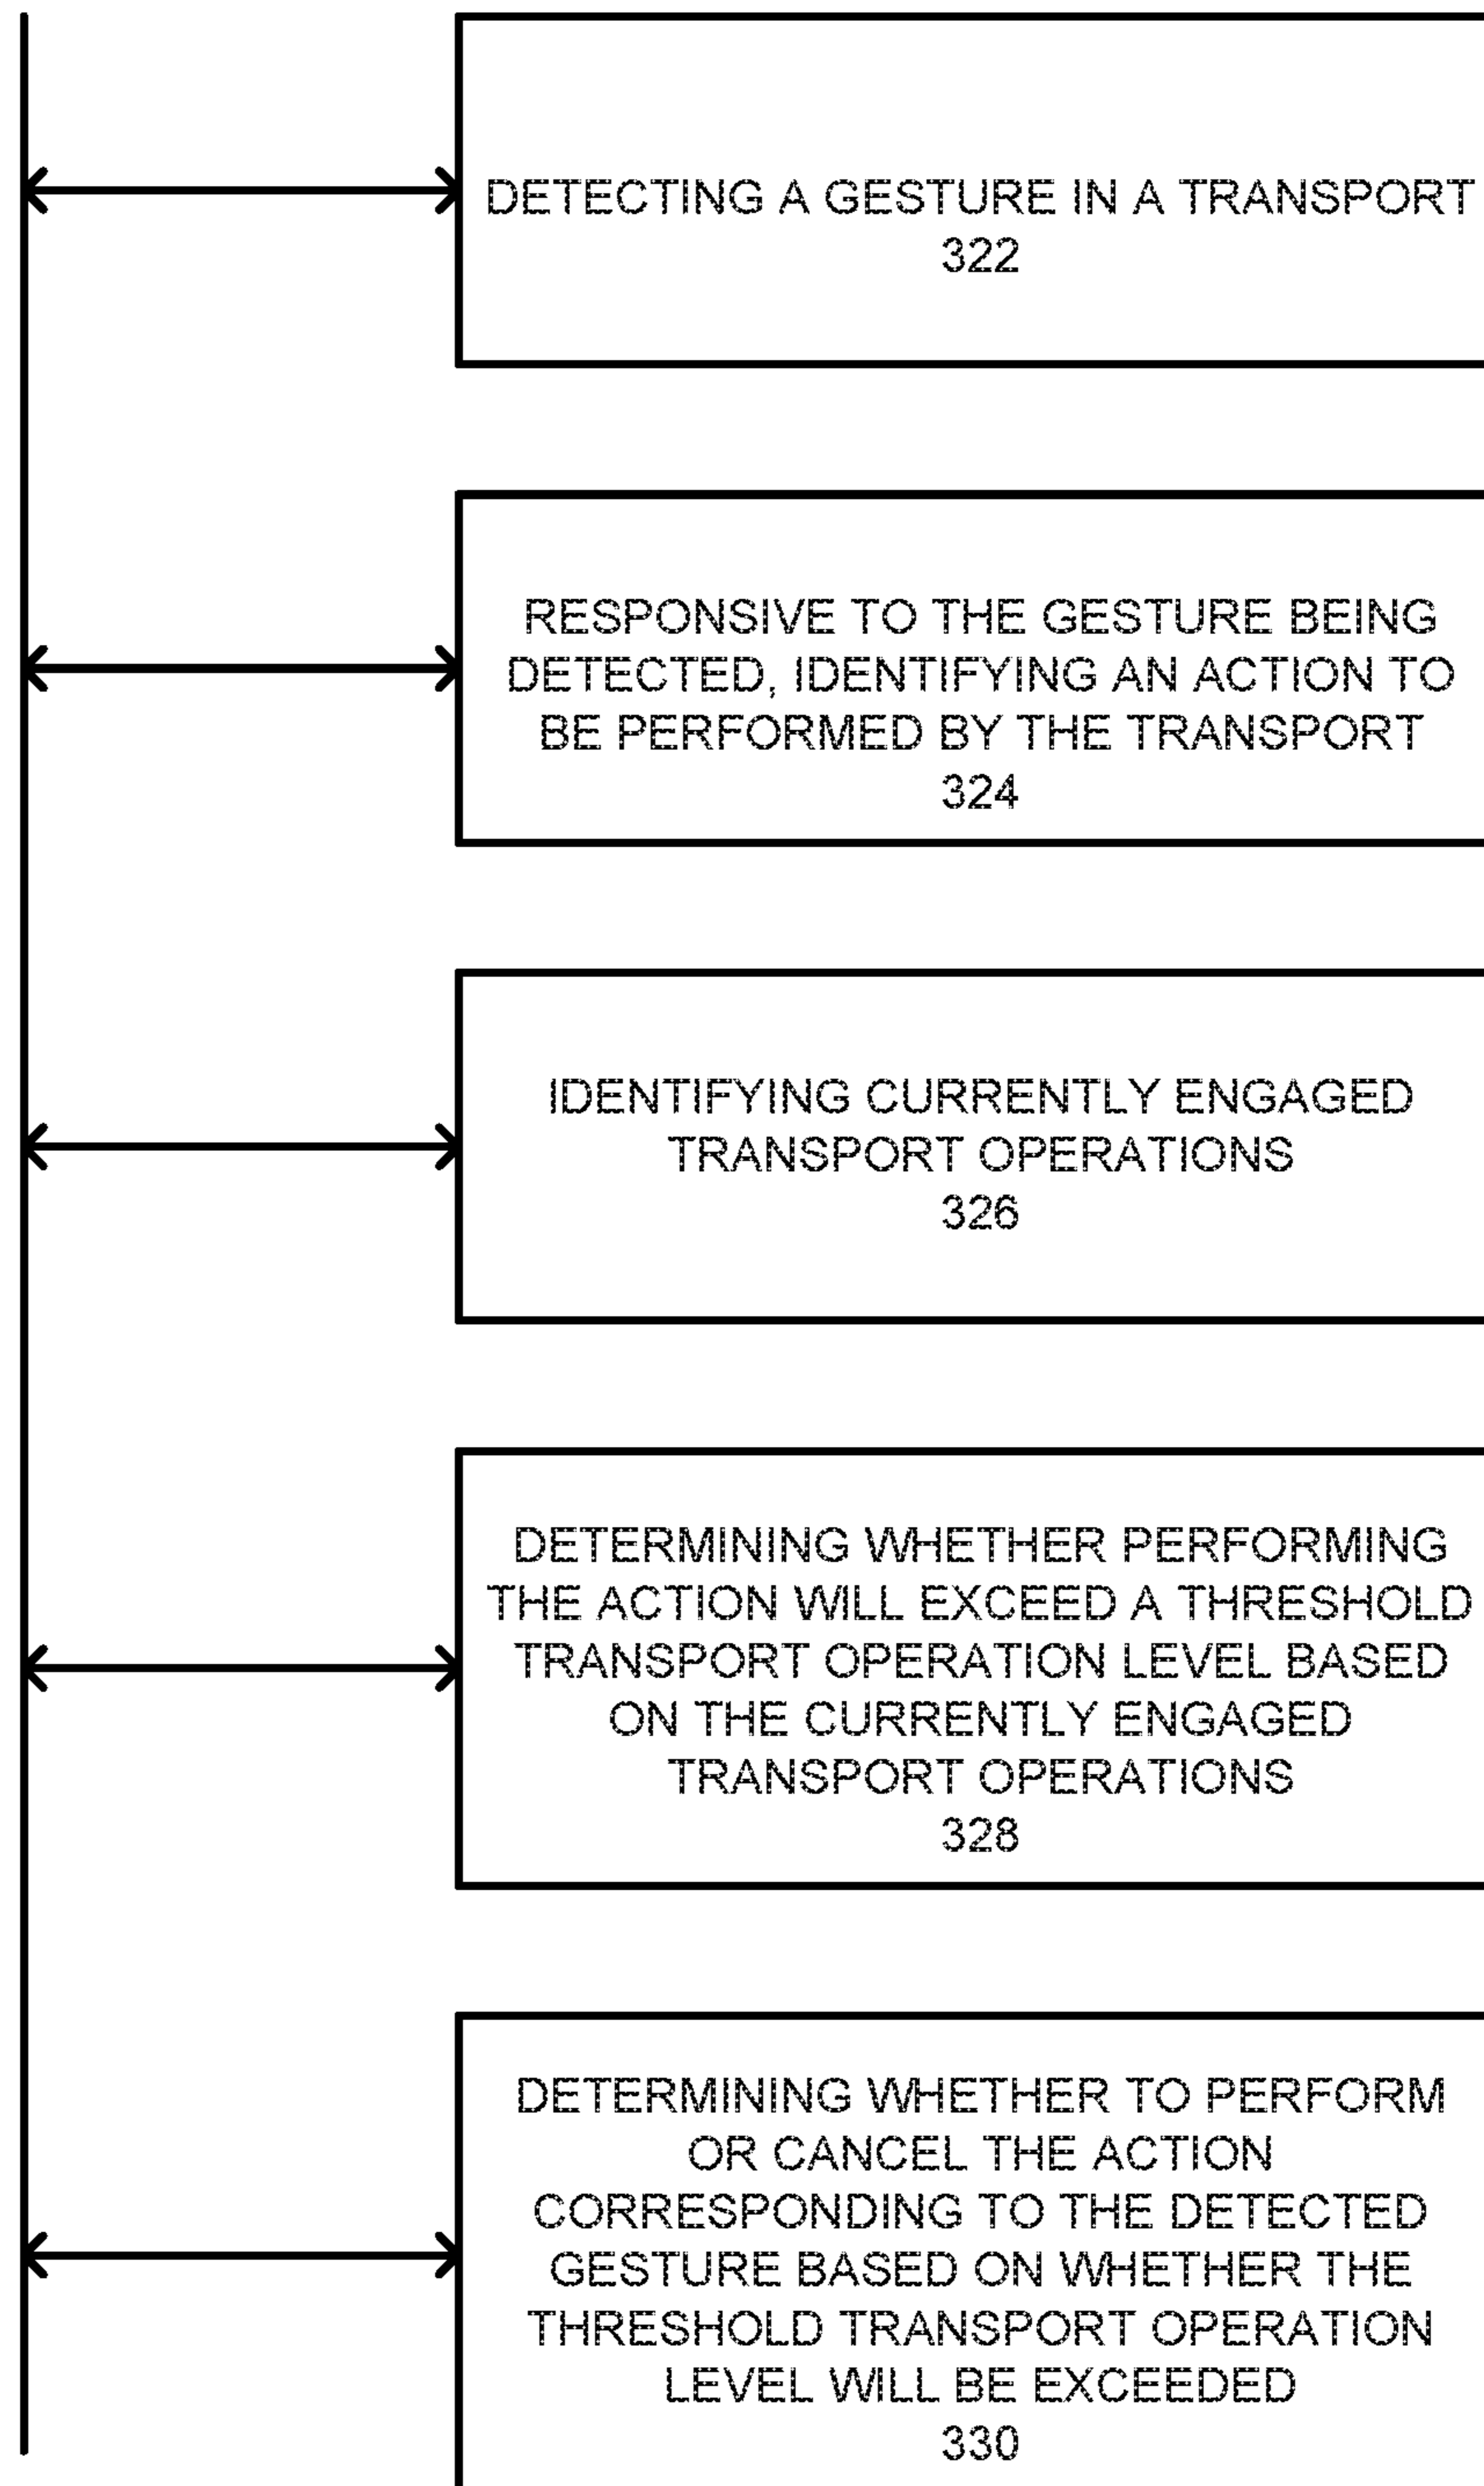 DETECTING A GESTURE IN A TRANSPORT
322
RESPONSIVE TO THE GESTURE BEING
DETECTED, IDENTIFYING AN ACTION TO
BE PERFORMED BY THE TRANSPORT
324
IDENTIFYING CURRENTLY ENGAGED
TRANSPORT OPERATIONS
326
DETERMINING WHETHER PERFORMING
THE ACTION WILL EXCEED A THRESHOLD
TRANSPORT OPERATION LEVEL BASED
ON THE CURRENTLY ENGAGED
TRANSPORT OPERATIONS
328
DETERMINING WHETHER TO PERFORM
OR CANCEL THE ACTION
CORRESPONDING TO THE DETECTED
GESTURE BASED ON WHETHER THE
THRESHOLD TRANSPORT OPERATION
LEVEL WILL BE EXCEEDED
330